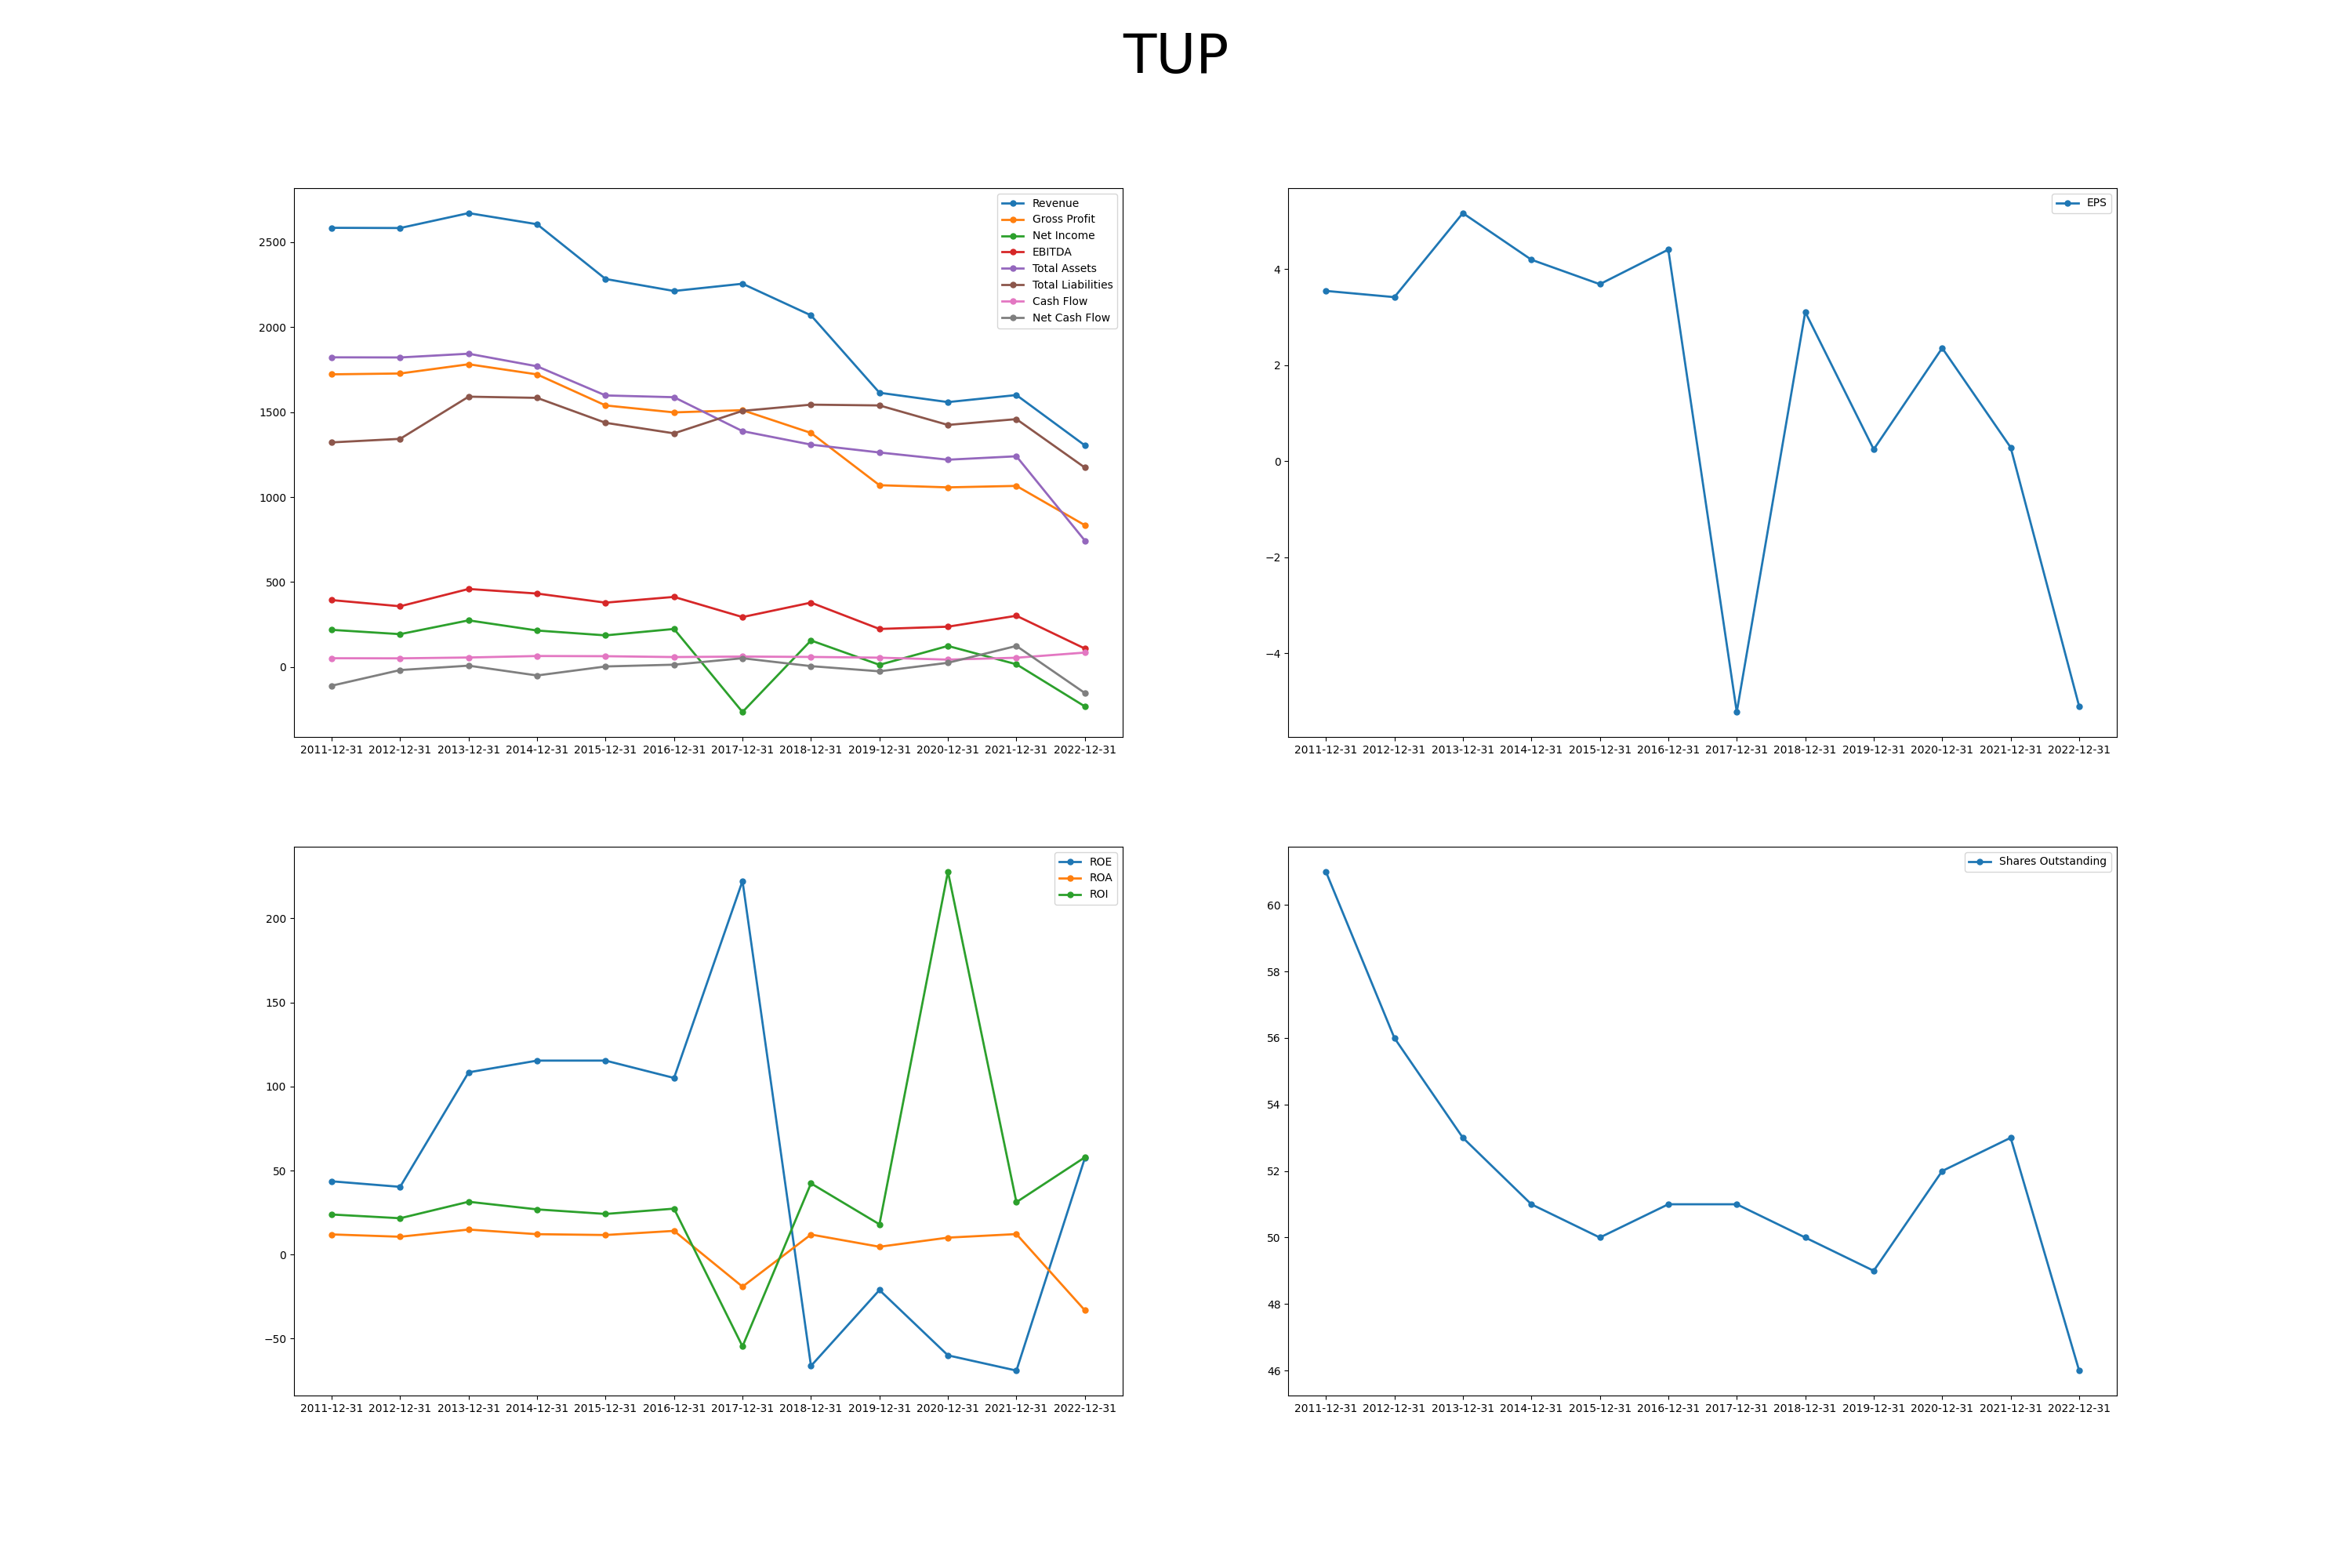 TUP
Revenue
Gross Profit
Net Income
EBITDA
Total Assets
Total Liabilities
Cash Flow
Net Cash Flow
2500
2000
1500
1000
500
0
2011-12-31 2012-12-31 2013-12-31 2014-12-31 2015-12-31 2016-12-31 2017-12-31 2018-12-31 2019-12-31 2020-12-31 2021-12-31 2022-12-31
EPS
4
2
0
−2
−4
2011-12-31 2012-12-31 2013-12-31 2014-12-31 2015-12-31 2016-12-31 2017-12-31 2018-12-31 2019-12-31 2020-12-31 2021-12-31 2022-12-31
ROE
ROA
ROI
200
150
100
50
0
−50
2011-12-31 2012-12-31 2013-12-31 2014-12-31 2015-12-31 2016-12-31 2017-12-31 2018-12-31 2019-12-31 2020-12-31 2021-12-31 2022-12-31
Shares Outstanding
60
58
56
54
52
50
48
46
2011-12-31 2012-12-31 2013-12-31 2014-12-31 2015-12-31 2016-12-31 2017-12-31 2018-12-31 2019-12-31 2020-12-31 2021-12-31 2022-12-31